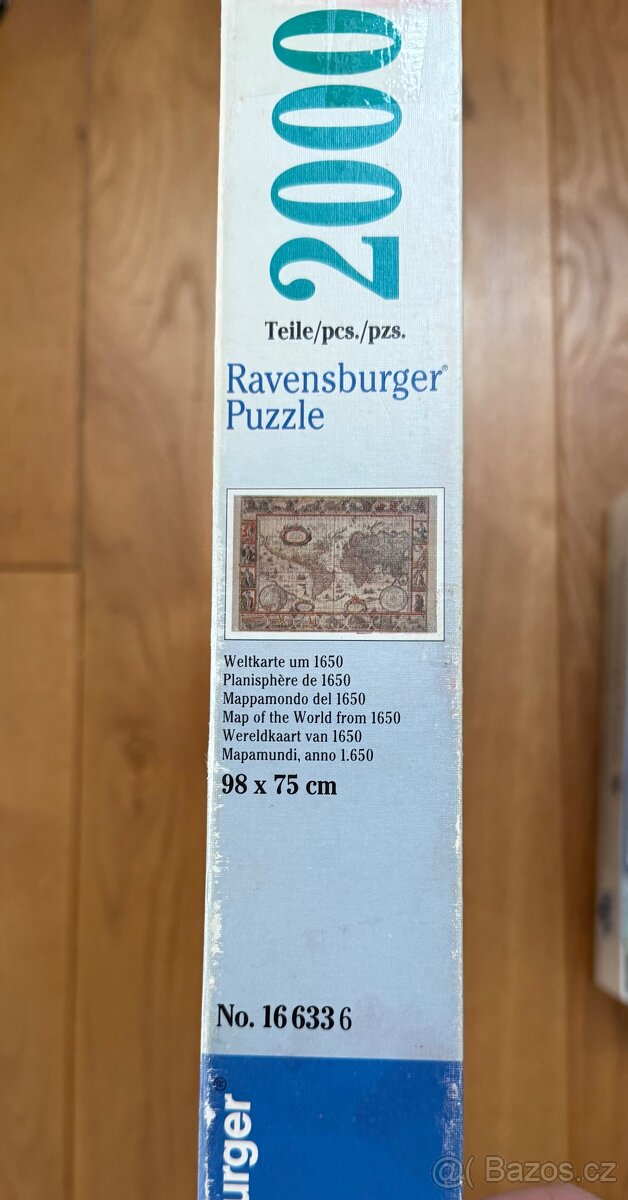 2000
Teile/pcs./pzs.
Ravensburger®
Puzzle
Weltkarte um 1650
Planisphère de 1650
Mappamondo del 1650
Map of the World from 1650
Wereldkaart van 1650
Mapamundi, anno 1.650
98 x 75 cm
No. 16 633 6
urger®
@( Bazos.cz